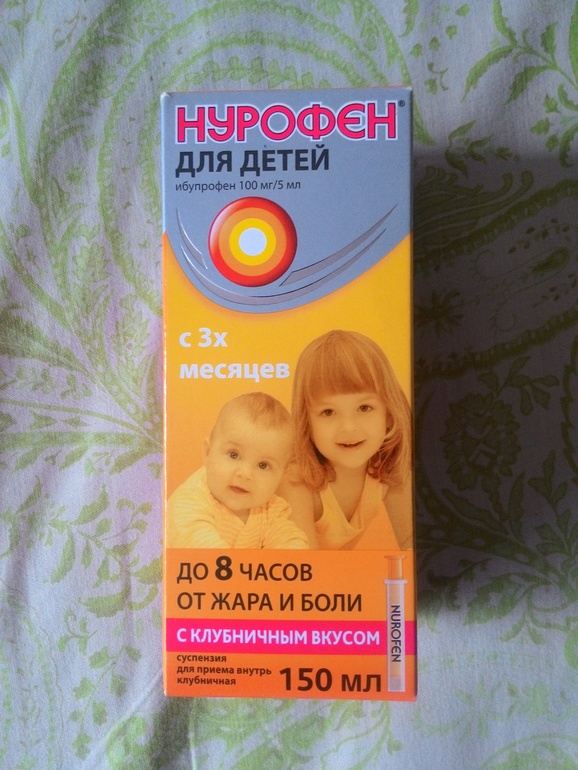 НУРОФЕН®
ДЛЯ ДЕТЕЙ
ибупрофен 100 мг/5 мл
с 3х
месяцев
ДО 8 ЧАСОВ
ОТ ЖАРА И БОЛИ
NUROFEN
С КЛУБНИЧНЫМ ВКУСОМ
суспензия
для приема внутрь
клубничная
150 мл